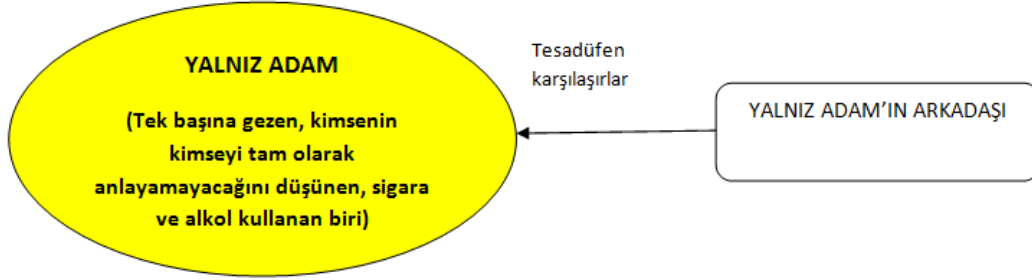 YALNIZ ADAM
(Tek başına gezen, kimsenin
kimseyi tam olarak
anlayamayacağını düşünen, sigara
ve alkol kullanan biri)
Tesadüfen
karşılaşırlar
YALNIZ ADAM'IN ARKADAŞI